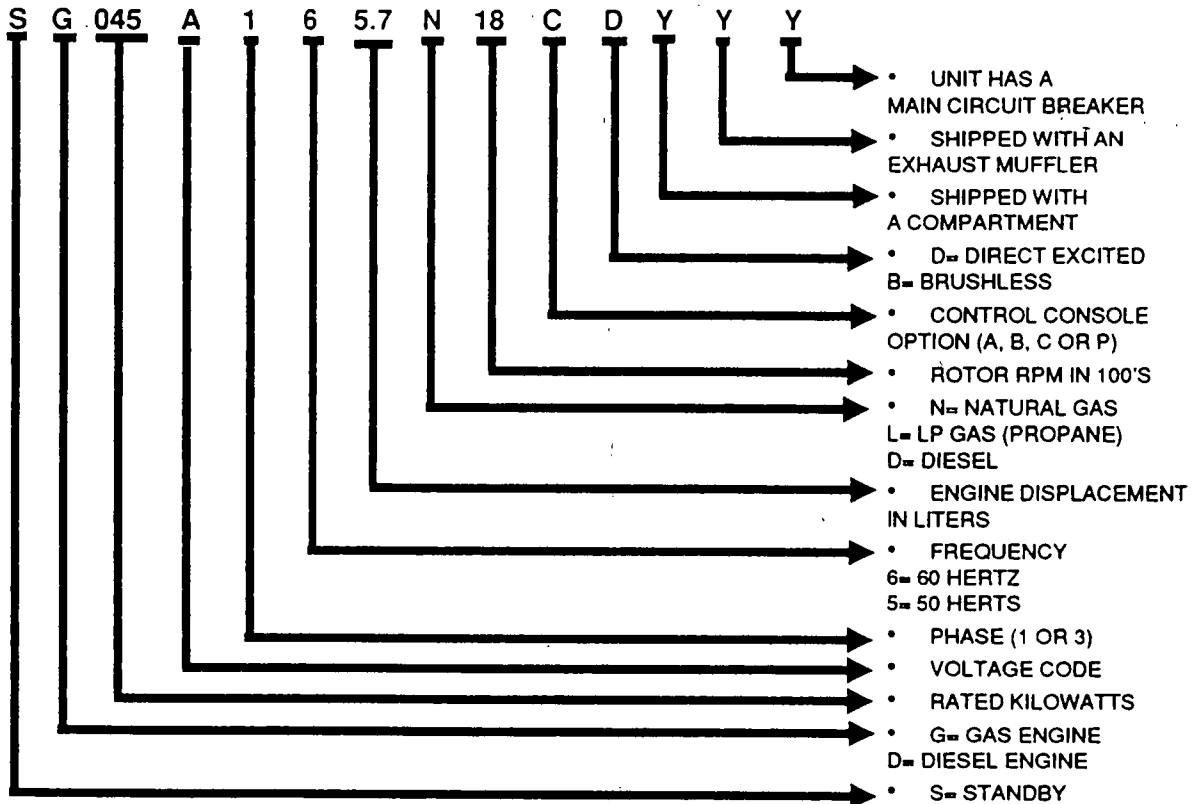 S G 045 A 1 6 5.7 N 18 C D Y Y Y
• UNIT HAS A
MAIN CIRCUIT BREAKER
• SHIPPED WITH AN
EXHAUST MUFFLER
• SHIPPED WITH
A COMPARTMENT
• D= DIRECT EXCITED
B= BRUSHLESS
• CONTROL CONSOLE
OPTION (A, B, C OR P)
• ROTOR RPM IN 100'S
• N= NATURAL GAS
L= LP GAS (PROPANE)
D= DIESEL
• ENGINE DISPLACEMENT
IN LITERS
• FREQUENCY
6= 60 HERTZ
5= 50 HERTS
• PHASE (1 OR 3)
• VOLTAGE CODE
• RATED KILOWATTS
• G= GAS ENGINE
D= DIESEL ENGINE
• S= STANDBY